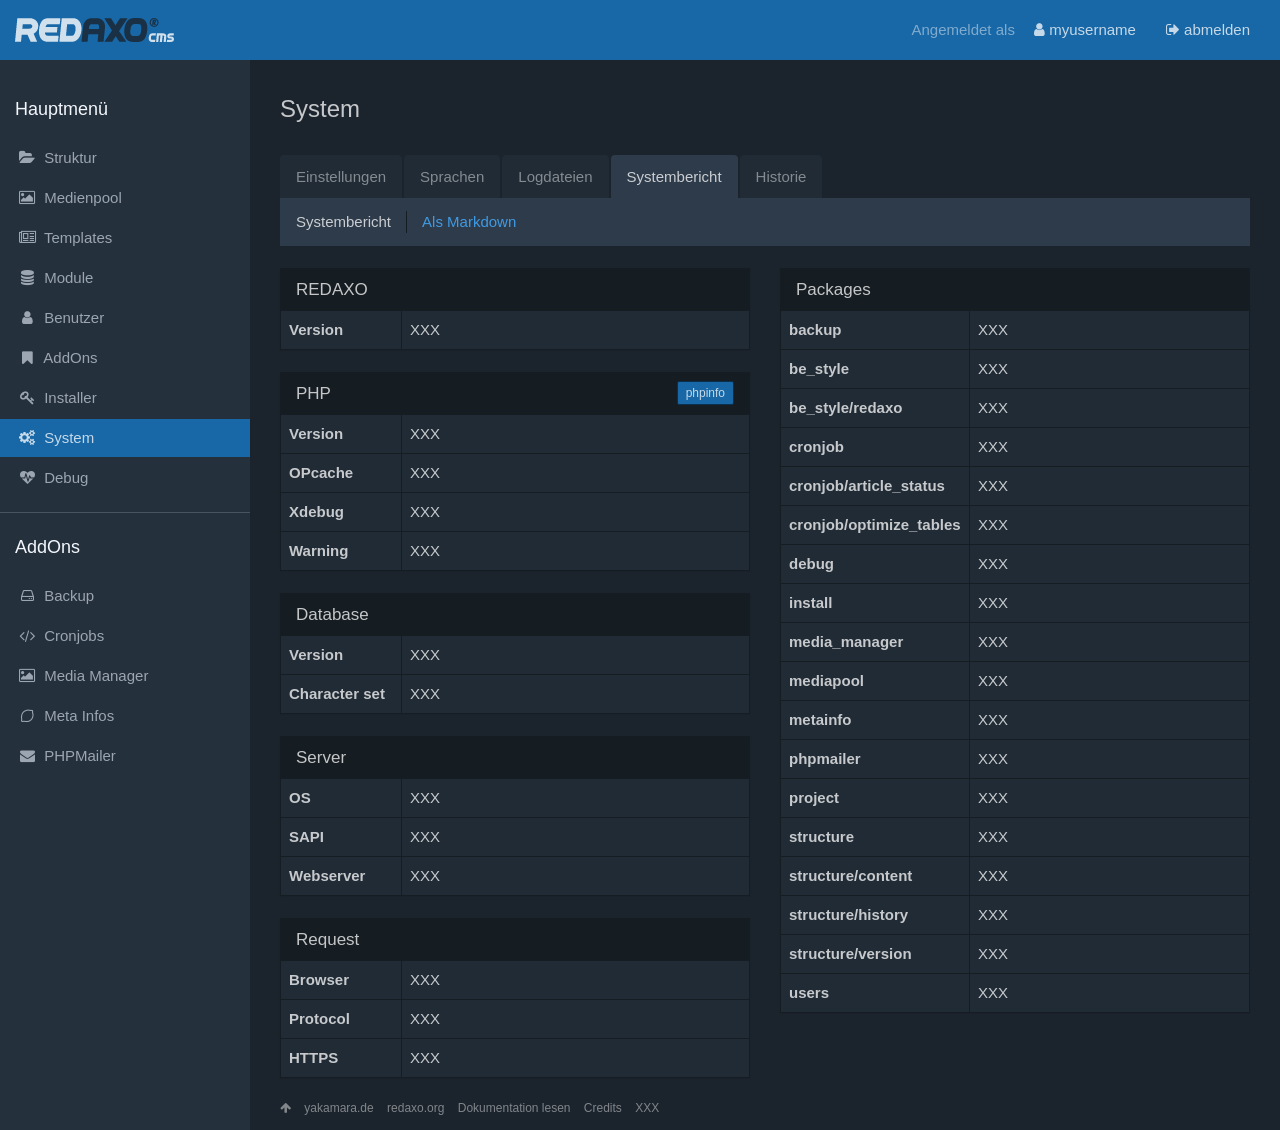 REDAXO® cms
Angemeldet als myusername abmelden
Hauptmenü
Struktur
Medienpool
Templates
Module
Benutzer
AddOns
Installer
System
Debug
AddOns
Backup
Cronjobs
Media Manager
Meta Infos
PHPMailer
System
Einstellungen Sprachen Logdateien Systembericht Historie
Systembericht Als Markdown
REDAXO
Version XXX
PHP phpinfo
Version XXX
OPcache XXX
Xdebug XXX
Warning XXX
Database
Version XXX
Character set XXX
Server
OS XXX
SAPI XXX
Webserver XXX
Request
Browser XXX
Protocol XXX
HTTPS XXX
Packages
backup XXX
be_style XXX
be_style/redaxo XXX
cronjob XXX
cronjob/article_status XXX
cronjob/optimize_tables XXX
debug XXX
install XXX
media_manager XXX
mediapool XXX
metainfo XXX
phpmailer XXX
project XXX
structure XXX
structure/content XXX
structure/history XXX
structure/version XXX
users XXX
yakamara.de redaxo.org Dokumentation lesen Credits XXX